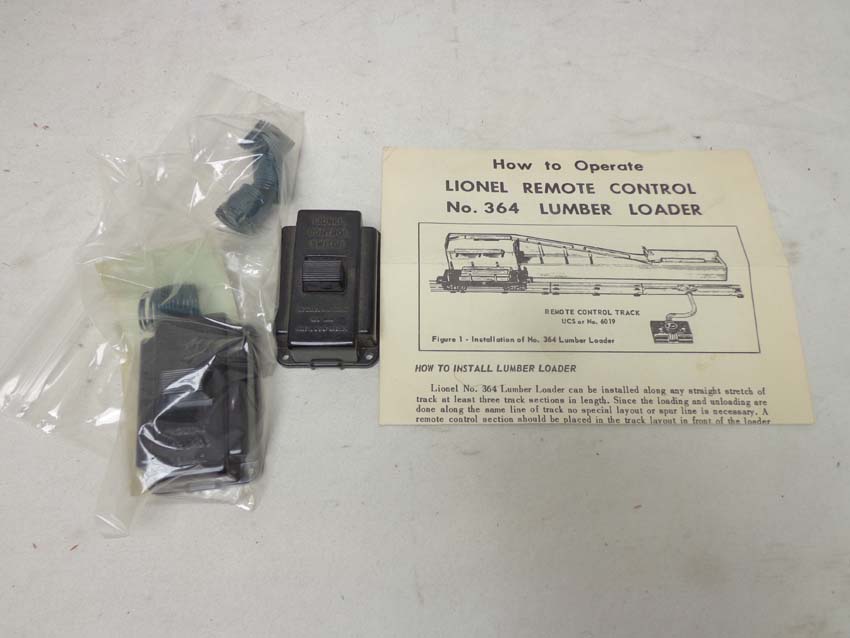 LIONEL
CONTROL
SWITCH
How to Operate
LIONEL REMOTE CONTROL
No. 364 LUMBER LOADER
REMOTE CONTROL TRACK
UCS or No. 6019
Figure 1 - Installation of No. 364 Lumber Loader
HOW TO INSTALL LUMBER LOADER
Lionel No. 364 Lumber Loader can be installed along any straight stretch of
track at least three track sections in length. Since the loading and unloading are
done along the same line of track no special layout or spur line is necessary. A
remote control section should be placed in the track layout in front of the loader